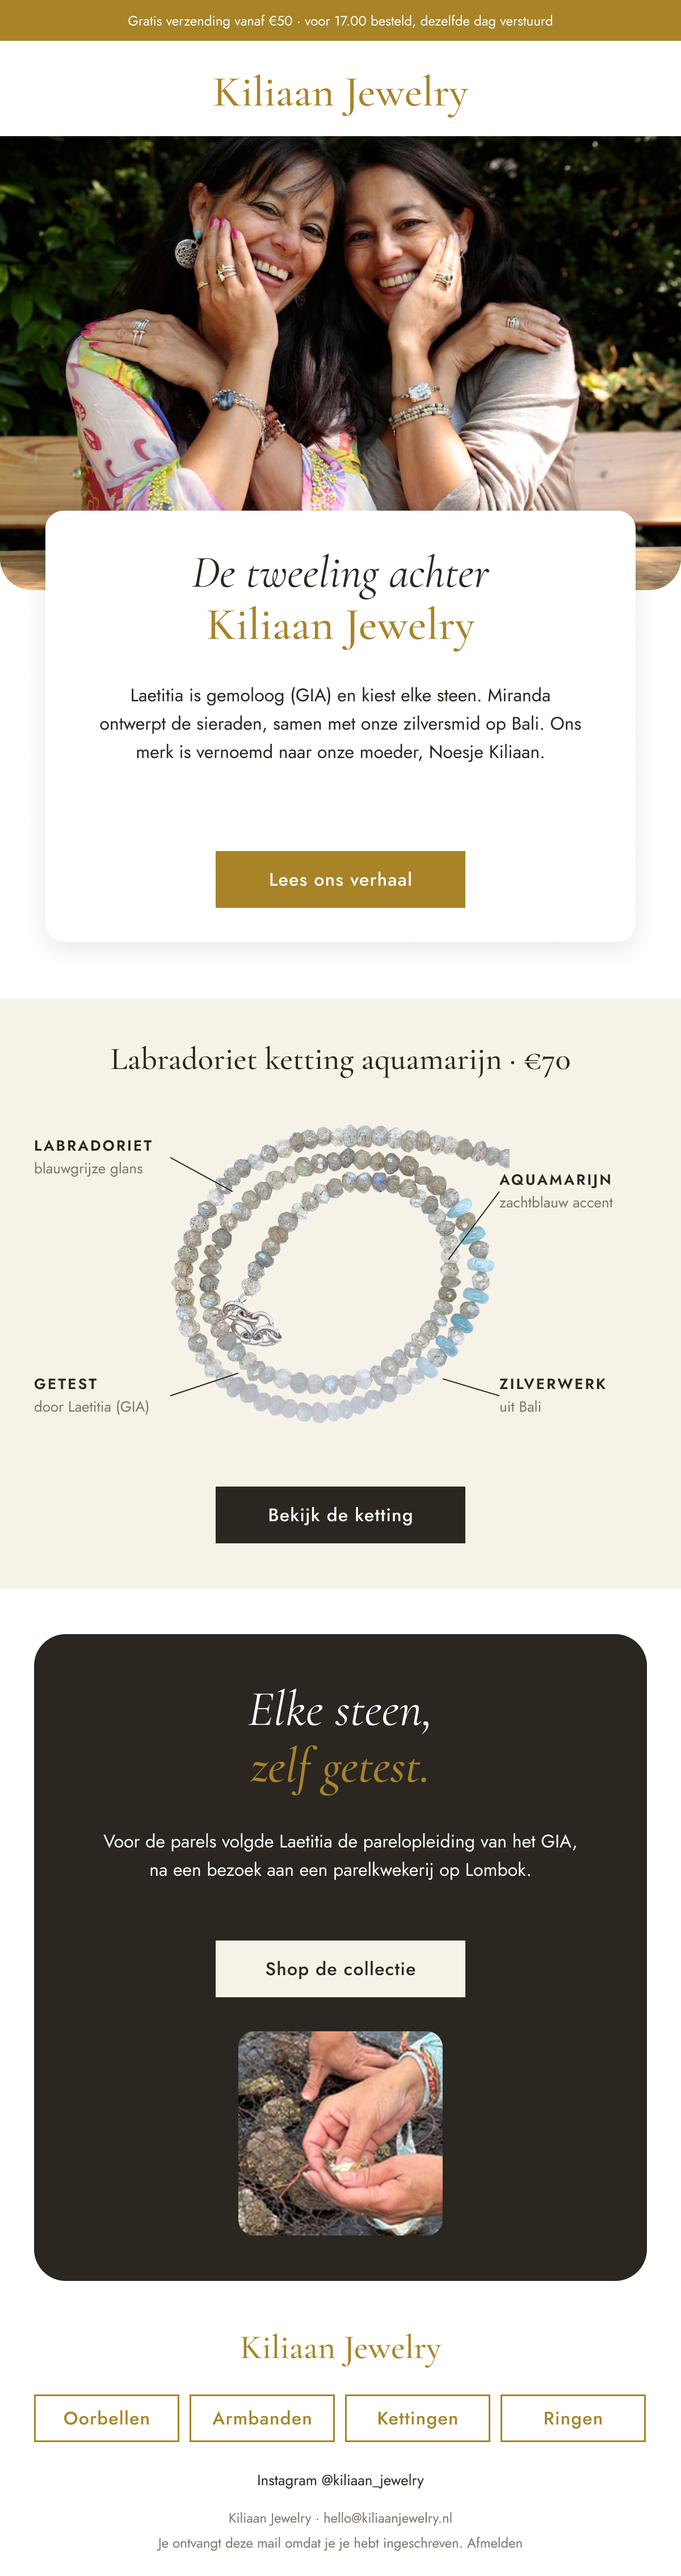 Gratis verzending vanaf €50 · voor 17.00 besteld, dezelfde dag verstuurd
Kiliaan Jewelry
De tweeling achter
Kiliaan Jewelry
Laetitia is gemoloog (GIA) en kiest elke steen. Miranda
ontwerpt de sieraden, samen met onze zilversmid op Bali. Ons
merk is vernoemd naar onze moeder, Noesje Kiliaan.
Lees ons verhaal
Labradoriet ketting aquamarijn · €70
LABRADORIET
blauwgrijze glans
AQUAMARIJN
zachtblauw accent
GETEST
door Laetitia (GIA)
ZILVERWERK
uit Bali
Bekijk de ketting
Elke steen,
zelf getest.
Voor de parels volgde Laetitia de parelopleiding van het GIA,
na een bezoek aan een parelkwekerij op Lombok.
Shop de collectie
Kiliaan Jewelry
Oorbellen
Armbanden
Kettingen
Ringen
Instagram @kiliaan_jewelry
Kiliaan Jewelry · hello@kiliaanjewelry.nl
Je ontvangt deze mail omdat je je hebt ingeschreven. Afmelden